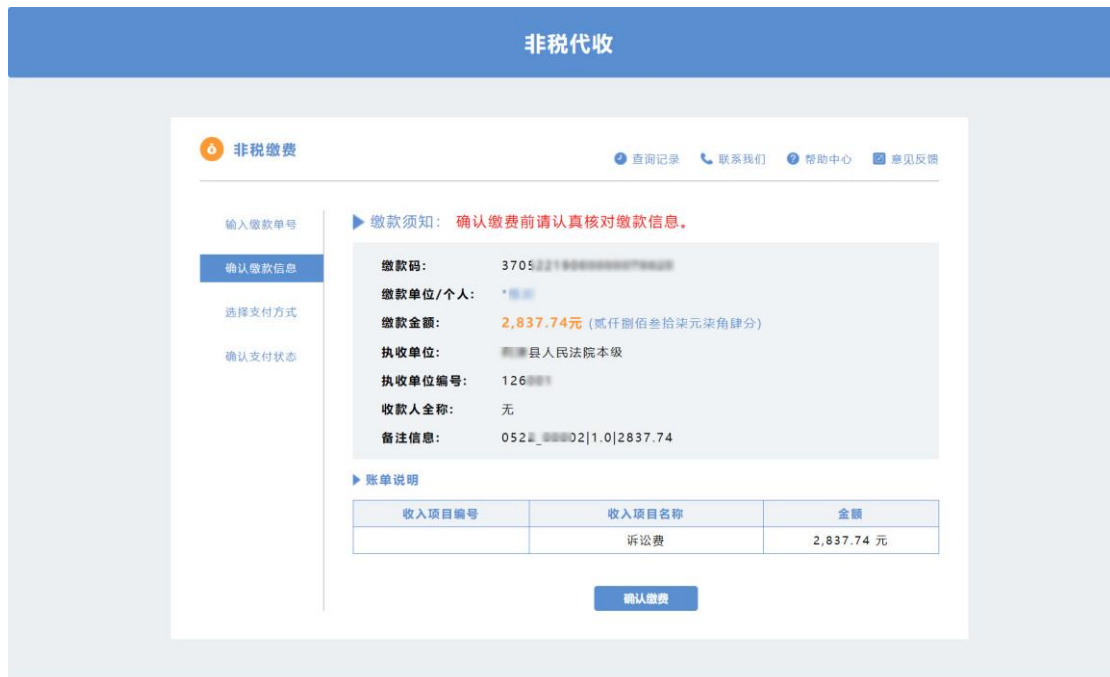 非税代收
非税缴费
查询记录 联系我们 帮助中心 意见反馈
输入缴款单号
确认缴款信息
选择支付方式
确认支付状态
缴款须知: 确认缴费前请认真核对缴款信息。
缴款码: 3705
缴款单位/个人: *
缴款金额: 2,837.74元 (贰仟捌佰叁拾柒元柒角肆分)
执收单位: 县人民法院本级
执收单位编号: 126
收款人全称: 无
备注信息: 052 02|1.0|2837.74
账单说明
收入项目编号 收入项目名称 金额
诉讼费 2,837.74 元
确认缴费